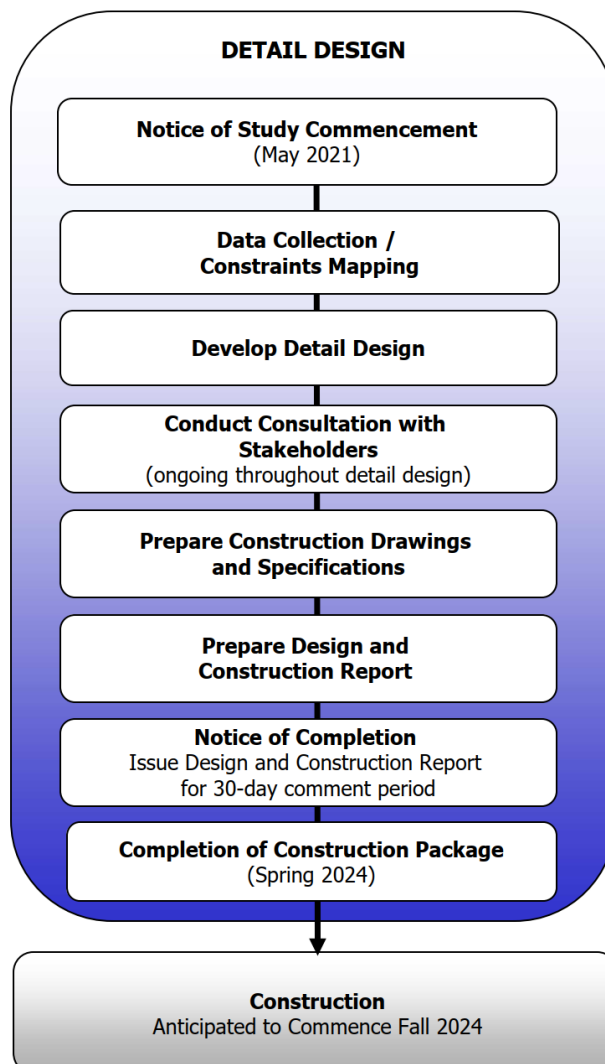 DETAIL DESIGN
Notice of Study Commencement
(May 2021)
Data Collection /
Constraints Mapping
Develop Detail Design
Conduct Consultation with
Stakeholders
(ongoing throughout detail design)
Prepare Construction Drawings
and Specifications
Prepare Design and
Construction Report
Notice of Completion
Issue Design and Construction Report
for 30-day comment period
Completion of Construction Package
(Spring 2024)
Construction
Anticipated to Commence Fall 2024